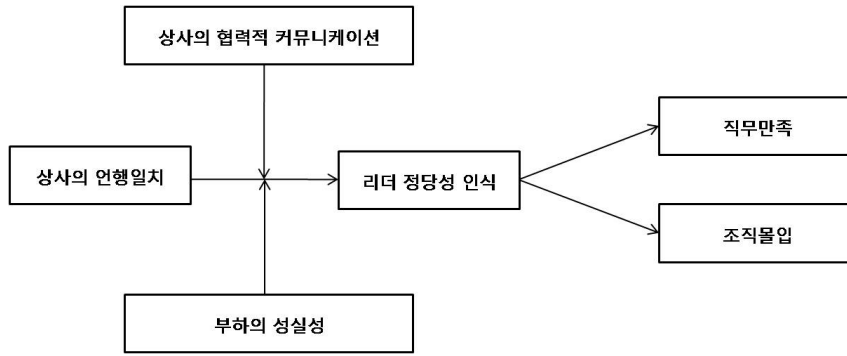 상사의 협력적 커뮤니케이션
직무만족
상사의 언행일치
리더 정당성 인식
조직몰입
부하의 성실성